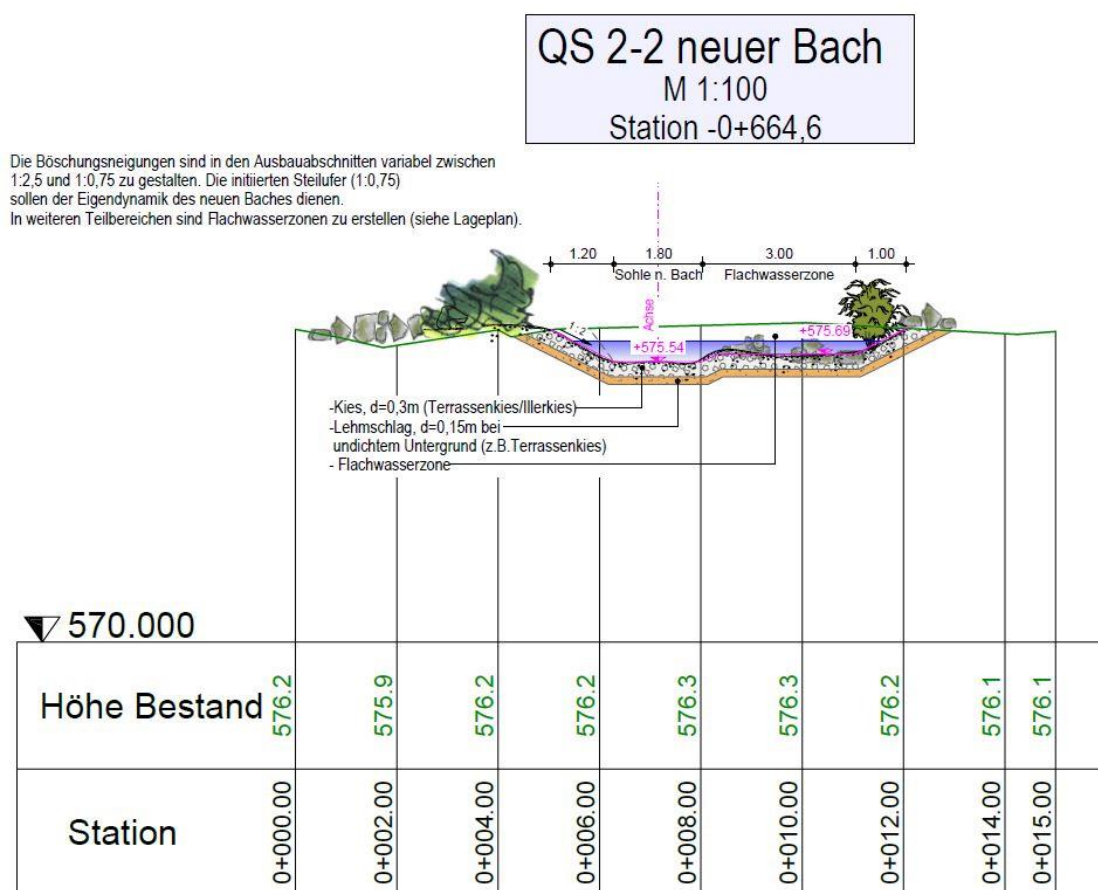 QS 2-2 neuer Bach
M 1:100
Station -0+664,6
Die Böschungsneigungen sind in den Ausbauabschnitten variabel zwischen
1:2,5 und 1:0,75 zu gestalten. Die initiierten Steilufer (1:0,75)
sollen der Eigendynamik des neuen Baches dienen.
In weiteren Teilbereichen sind Flachwasserzonen zu erstellen (siehe Lageplan).
1.20 1.80 3.00 1.00
Sohle n. Bach Flachwasserzone
Achse
1:2
+575.69
+575.54
-Kies, d=0,3m (Terrassenkies/Illerkies)
-Lehmschlag, d=0,15m bei
undichtem Untergrund (z.B.Terrassenkies)
- Flachwasserzone
570.000
Höhe Bestand 576.2 575.9 576.2 576.2 576.3 576.3 576.2 576.1 576.1
Station 0+000.00 0+002.00 0+004.00 0+006.00 0+008.00 0+010.00 0+012.00 0+014.00 0+015.00